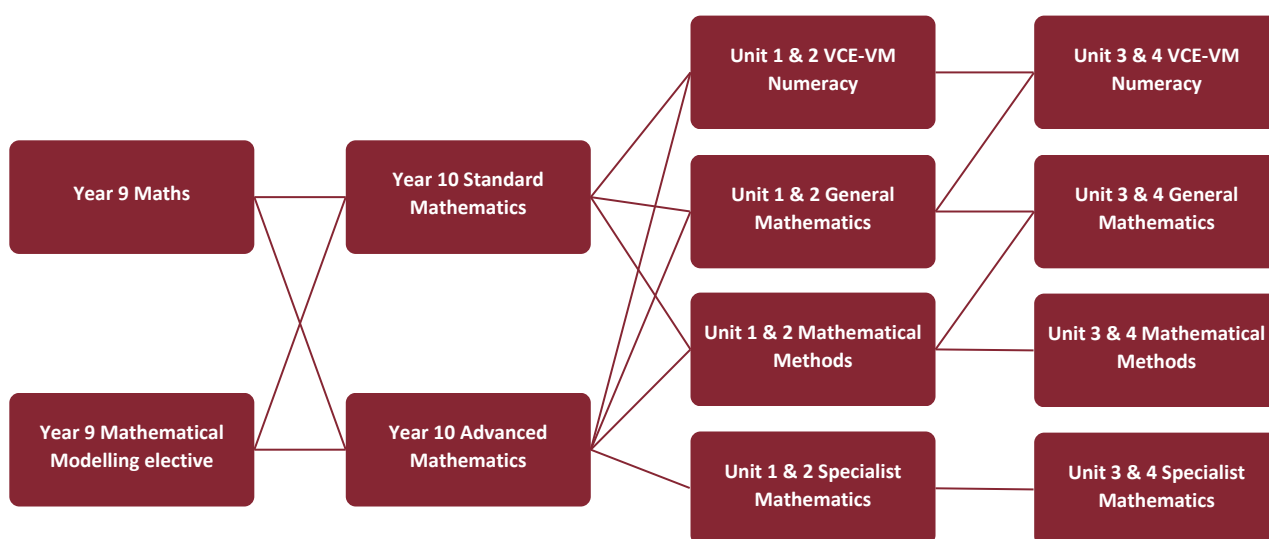 Unit 1 & 2 VCE-VM
Numeracy
Unit 3 & 4 VCE-VM
Numeracy
Year 9 Maths
Year 10 Standard
Mathematics
Unit 1 & 2 General
Mathematics
Unit 3 & 4 General
Mathematics
Unit 1 & 2 Mathematical
Methods
Unit 3 & 4 Mathematical
Methods
Year 9 Mathematical
Modelling elective
Year 10 Advanced
Mathematics
Unit 1 & 2 Specialist
Mathematics
Unit 3 & 4 Specialist
Mathematics